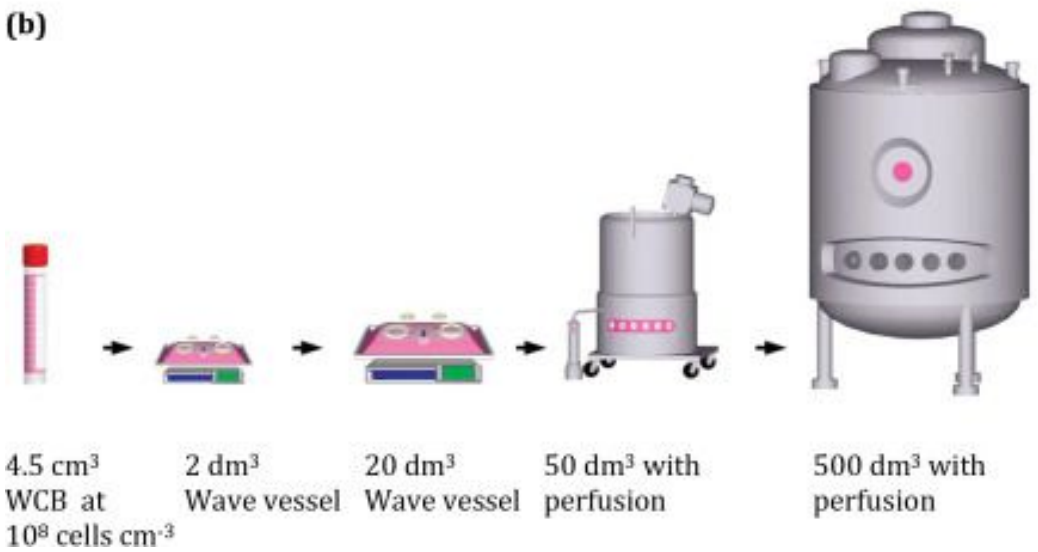 (b)
4.5 cm³
WCB at
10⁸ cells cm⁻³
2 dm³
Wave vessel
20 dm³
Wave vessel
50 dm³ with
perfusion
500 dm³ with
perfusion